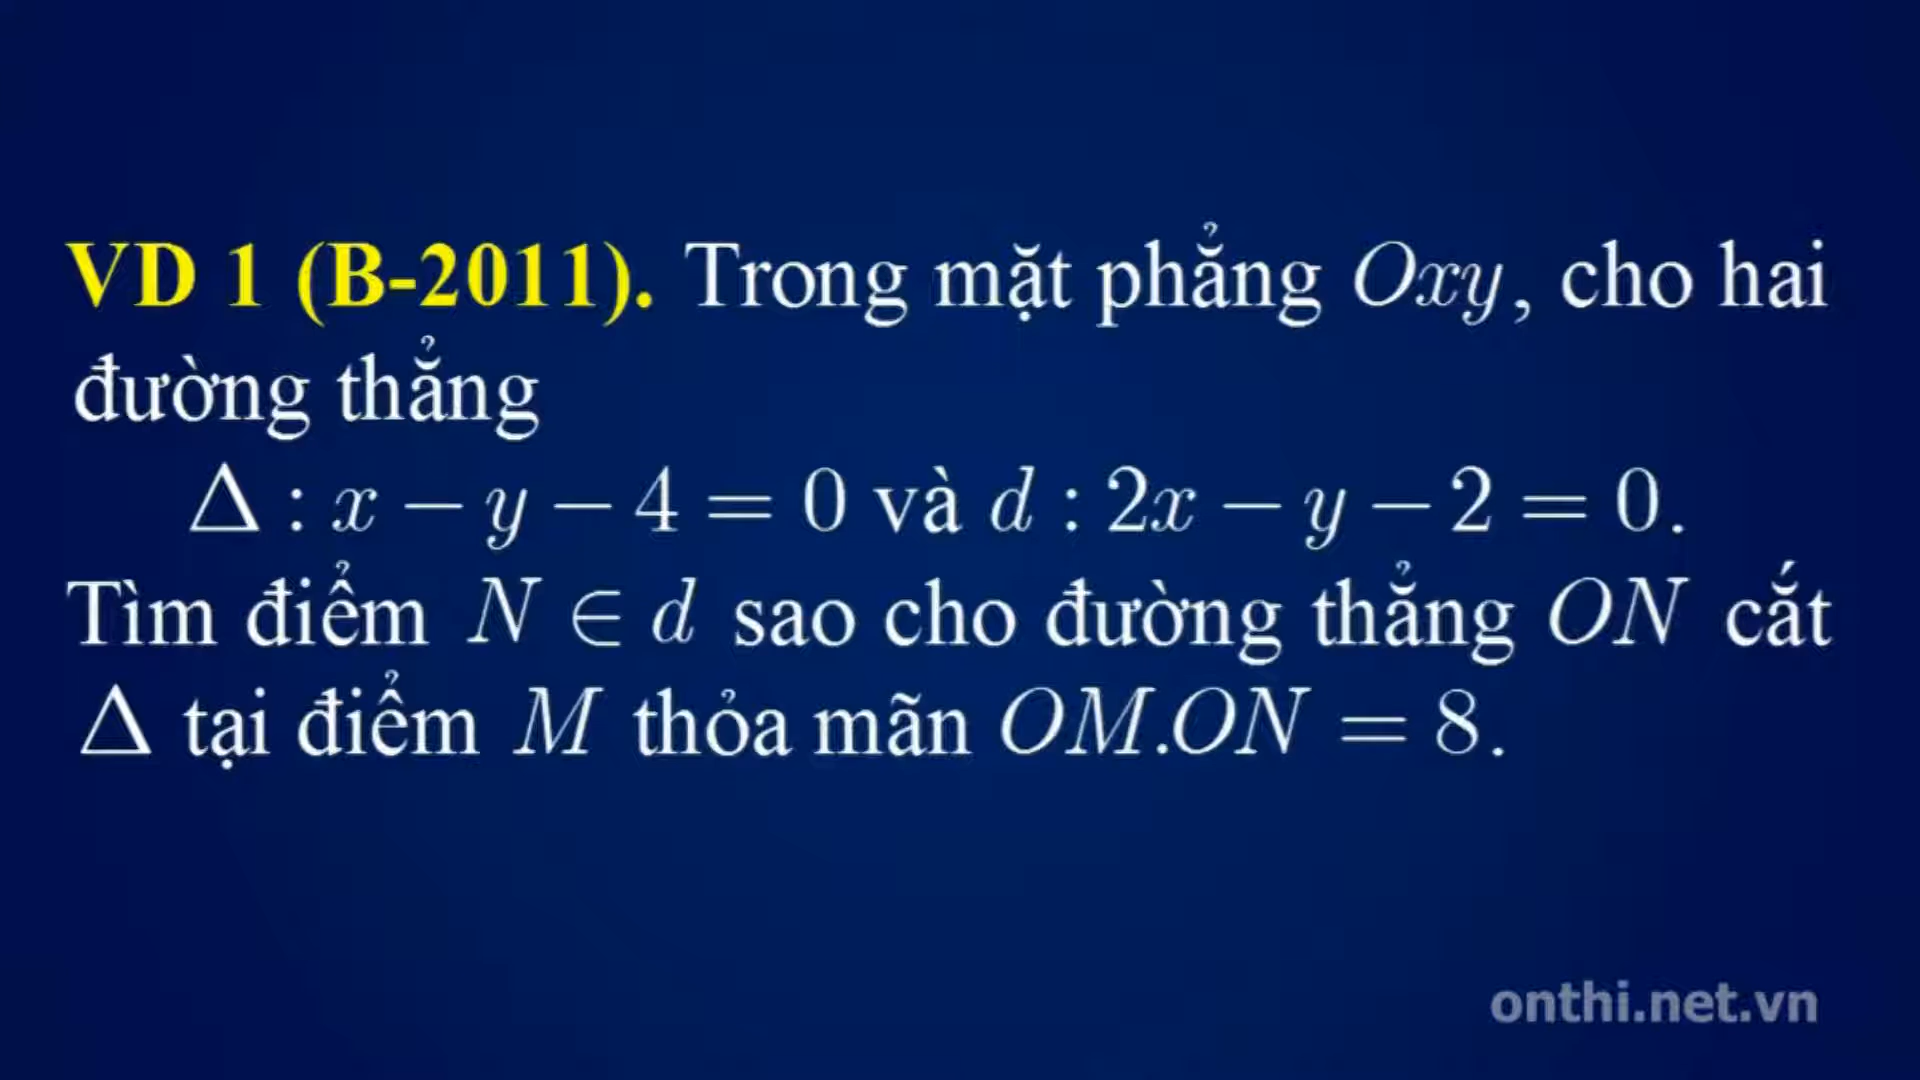 VD 1 (B-2011). Trong mặt phẳng Oxy, cho hai
đường thẳng
Δ : x − y − 4 = 0 và d : 2x − y − 2 = 0.
Tìm điểm N ∈ d sao cho đường thẳng ON cắt
Δ tại điểm M thỏa mãn OM.ON = 8.
onthi.net.vn